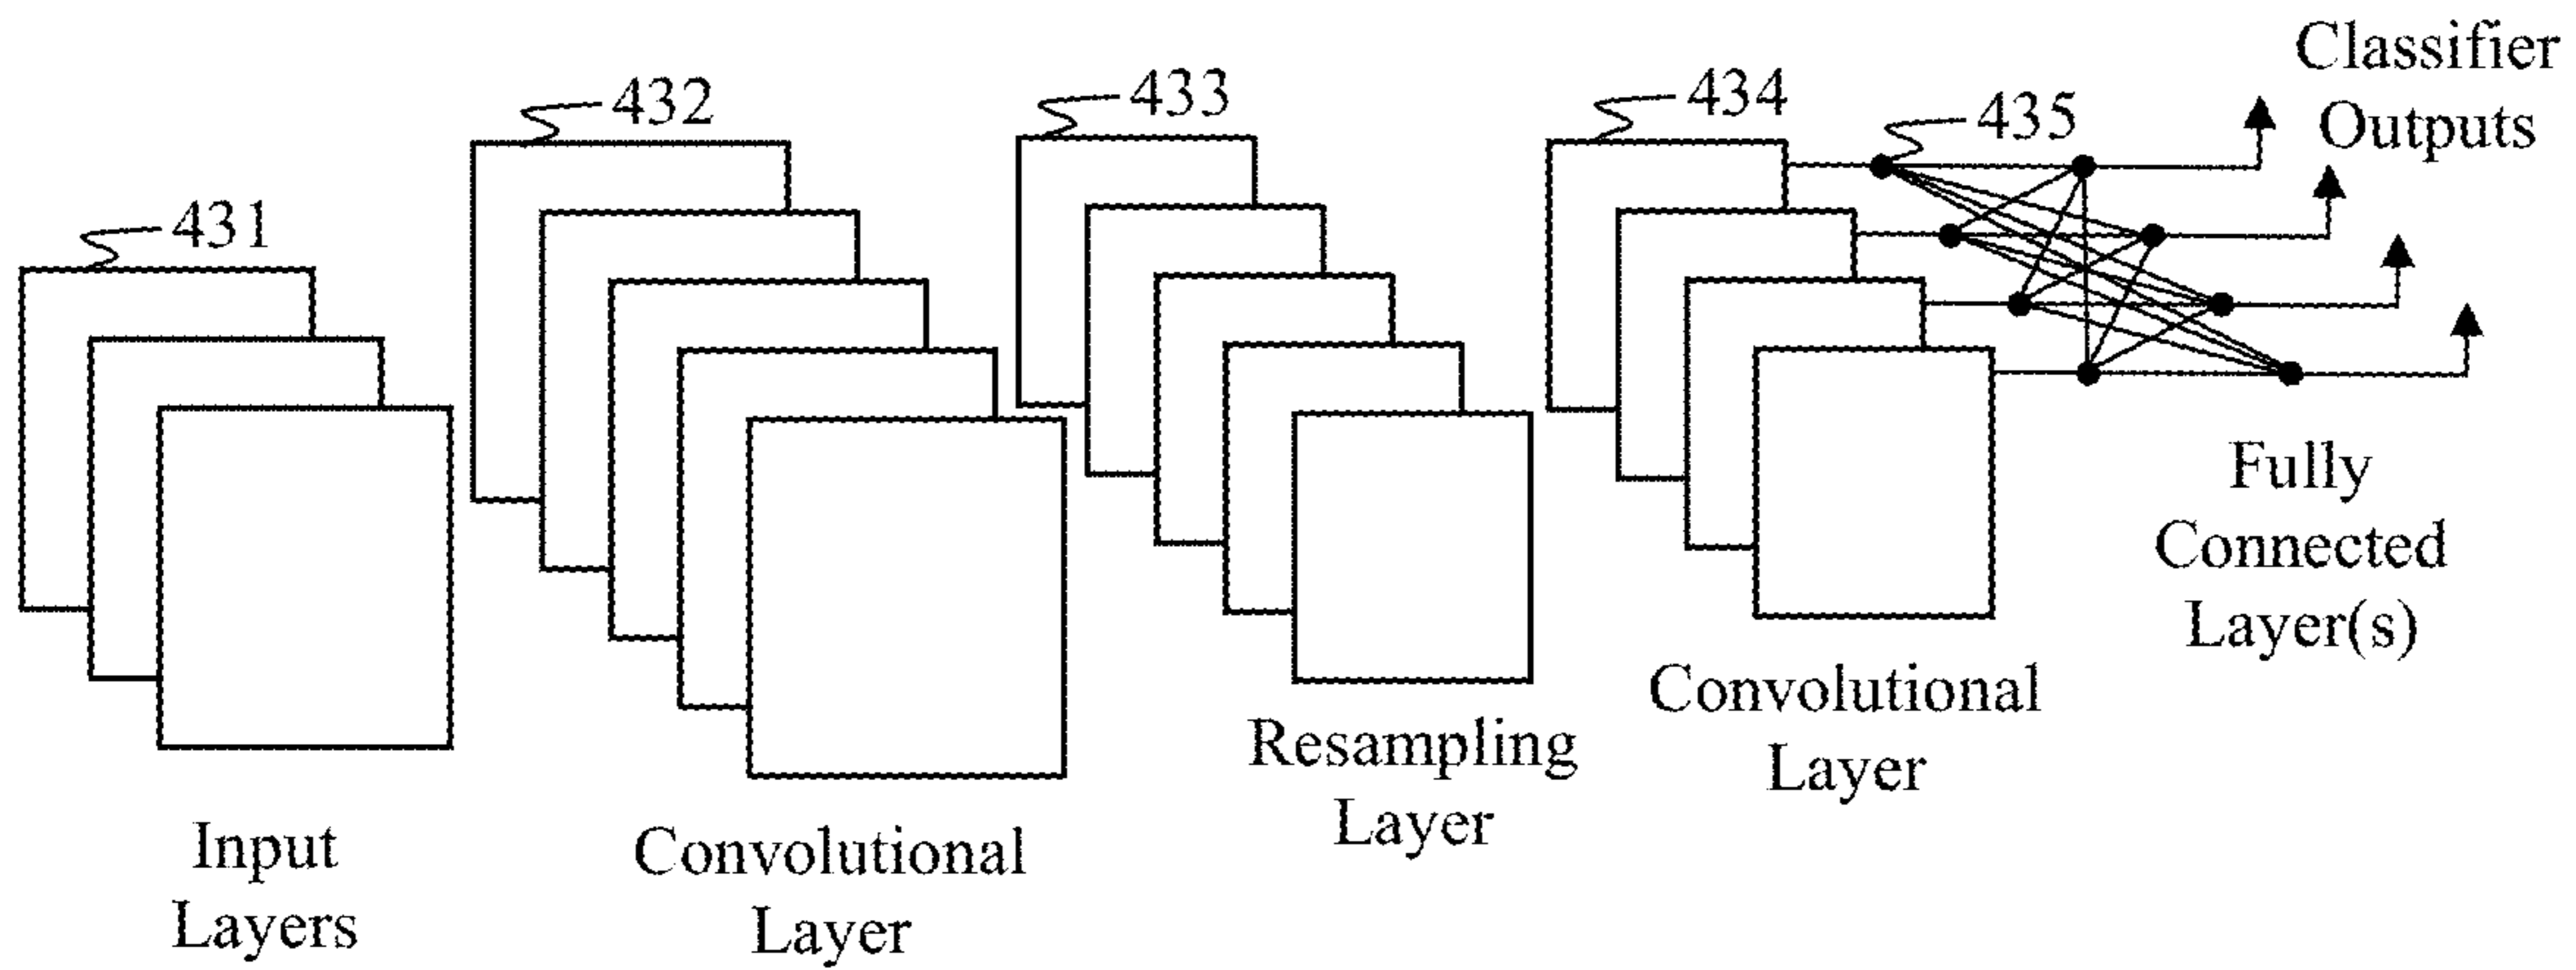 431
Input
Layers
432
Convolutional
Layer
433
Resampling
Layer
434
Convolutional
Layer
435
Classifier
Outputs
Fully
Connected
Layer(s)